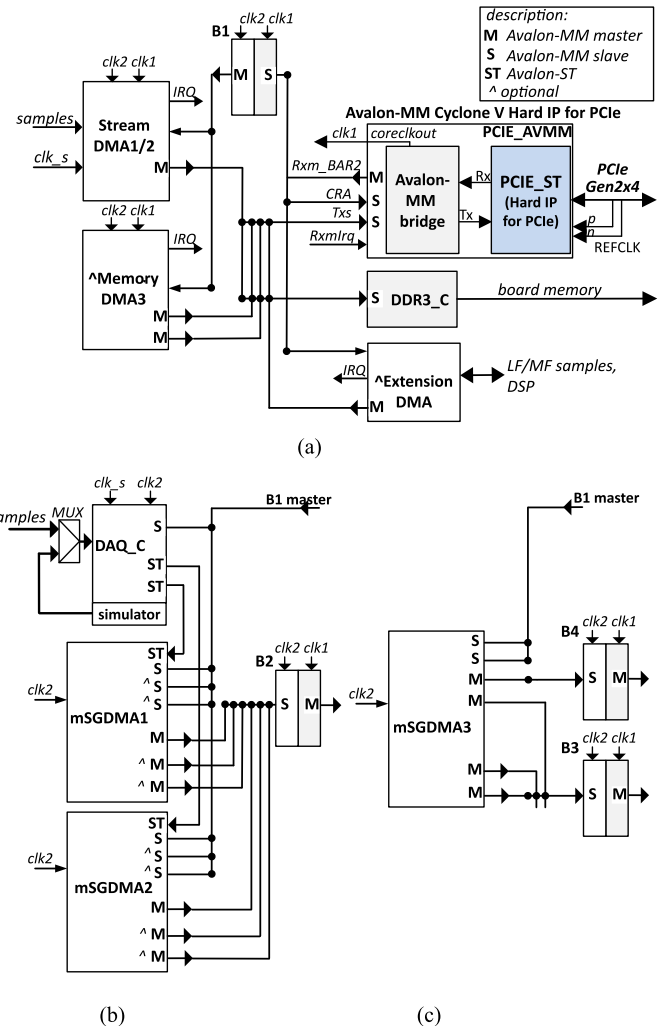 clk2 clk1
B1
M S
description:
M Avalon-MM master
S Avalon-MM slave
ST Avalon-ST
^ optional
clk2 clk1
IRQ
samples
Stream
DMA1/2
clk_s
M
Avalon-MM Cyclone V Hard IP for PCIe
clk1 coreclkout
PCIE_AVMM
Rxm_BAR2
M
CRA
S
Txs
S
RxmIrq
Avalon-
MM
bridge
Rx
Tx
PCIE_ST
(Hard IP
for PCIe)
PCIe
Gen2x4
p
n
REFCLK
clk2 clk1
IRQ
^Memory
DMA3
M
M
S DDR3_C
board memory
IRQ
^Extension
DMA
M
LF/MF samples,
DSP
(a)
clk_s clk2
amples MUX
DAQ_C
S
ST
ST
simulator
B1 master
ST
S
^ S
^ S
clk2
mSGDMA1
M
^ M
^ M
B2
clk2 clk1
S M
ST
S
^ S
^ S
clk2
mSGDMA2
M
^ M
^ M
(b)
B1 master
S
S
M
M
clk2
mSGDMA3
M
M
B4
clk2 clk1
S M
B3
clk2 clk1
S M
(c)